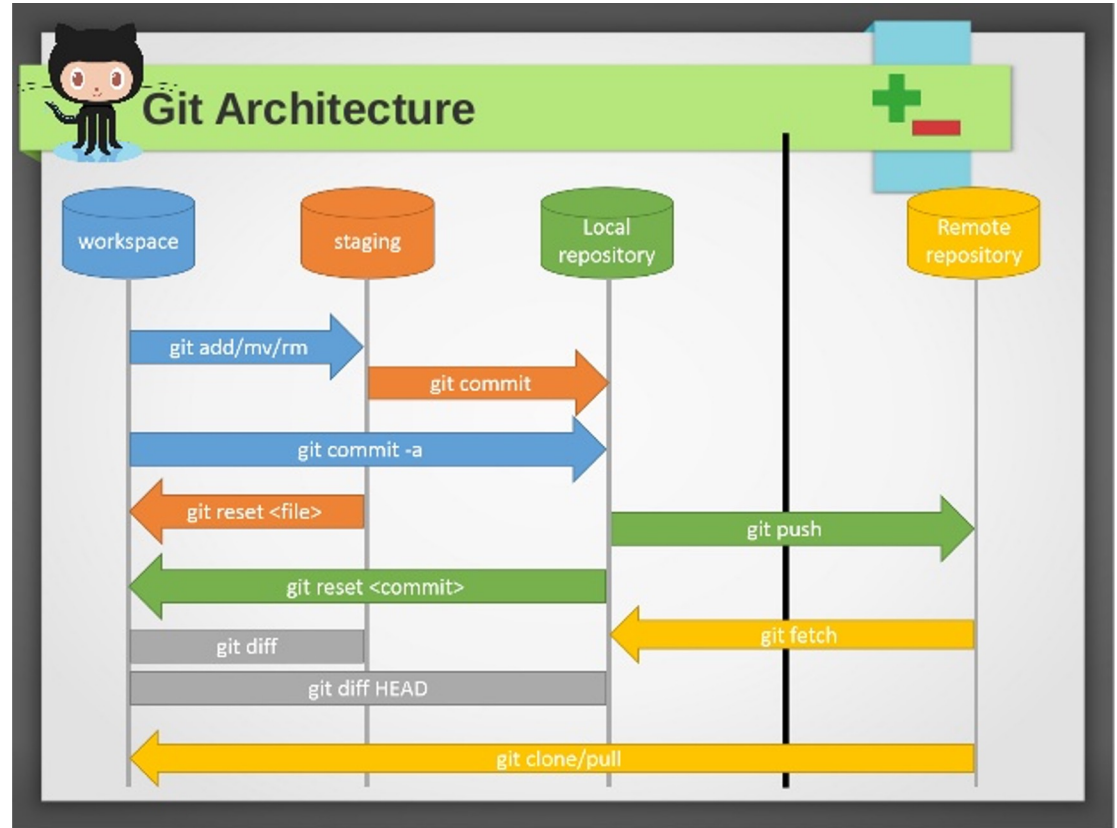 Git Architecture
workspace
staging
Local
repository
Remote
repository
git add/mv/rm
git commit
git commit -a
git reset <file>
git push
git reset <commit>
git fetch
git diff
git diff HEAD
git clone/pull